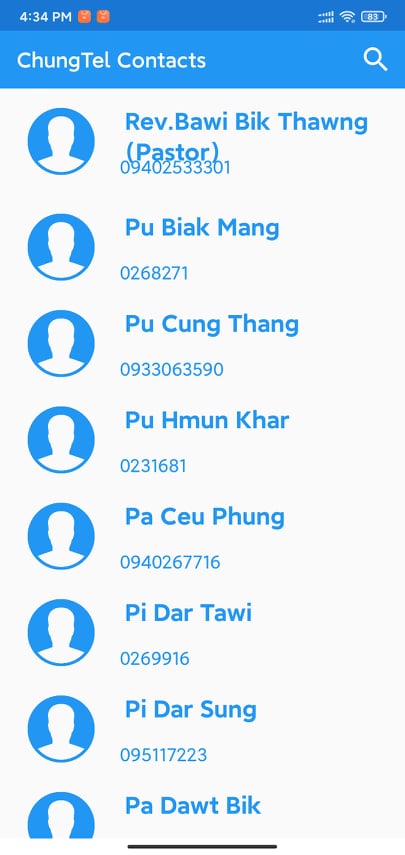 4:34 PM
83
ChungTel Contacts
Rev.Bawi Bik Thawng
(Pastor)
09402533301
Pu Biak Mang
0268271
Pu Cung Thang
0933063590
Pu Hmun Khar
0231681
Pa Ceu Phung
0940267716
Pi Dar Tawi
0269916
Pi Dar Sung
095117223
Pa Dawt Bik